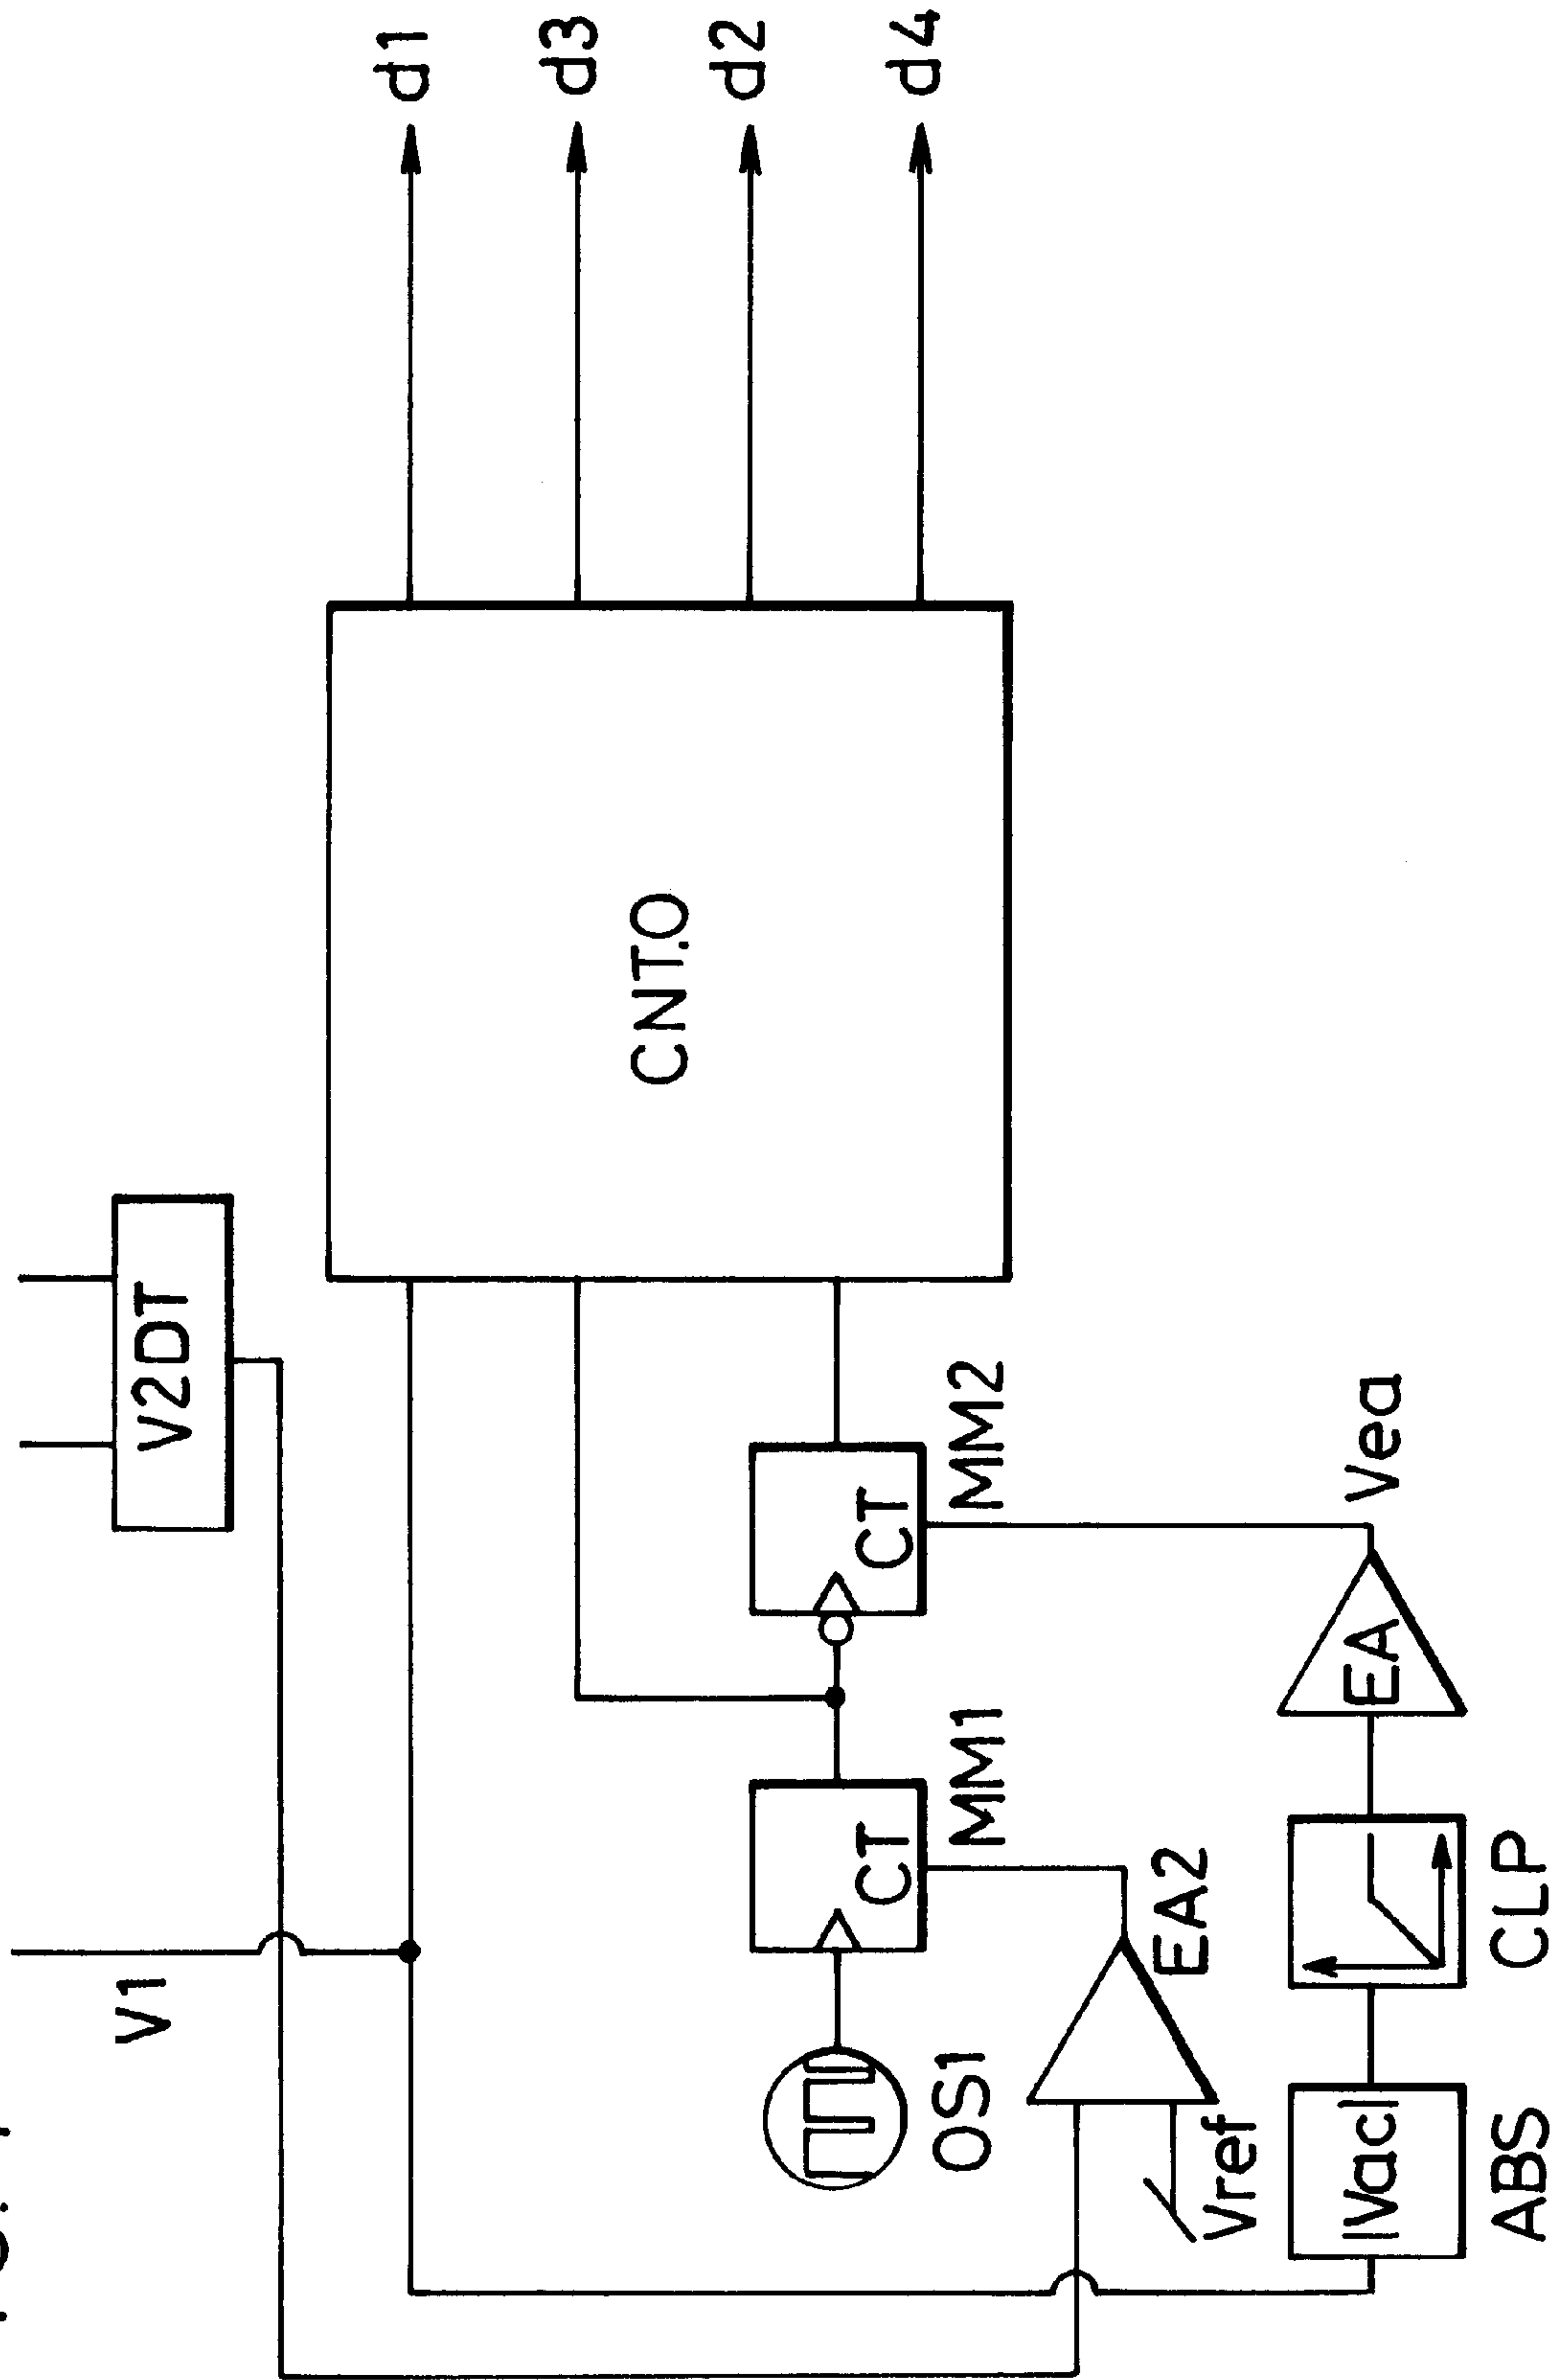 V1
V2DT
d1
d3
d2
d4
CNT.O
CT
MM1
CT
MM2
OS1
EA2
Vref
|Vac|
ABS
CLP
EA
Vea